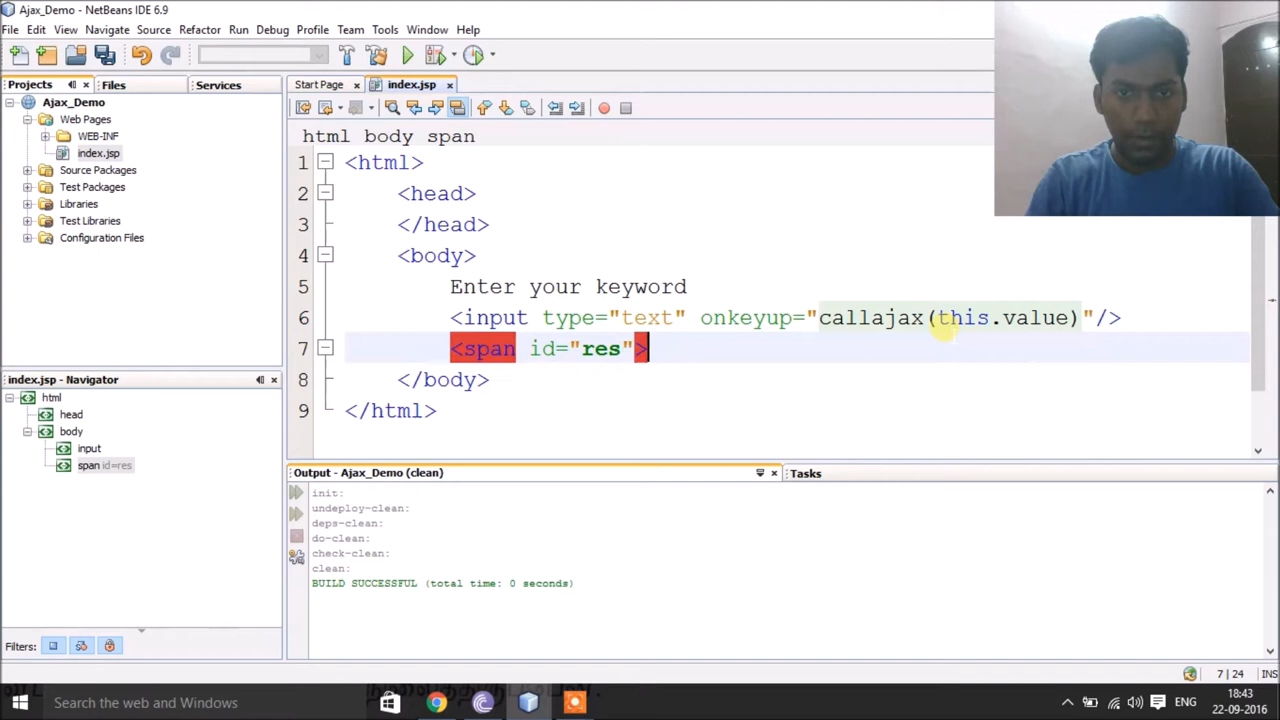 Ajax_Demo - NetBeans IDE 6.9
File Edit View Navigate Source Refactor Run Debug Profile Team Tools Window Help
Projects Files Services
Start Page index.jsp
Ajax_Demo
Web Pages
WEB-INF
index.jsp
Source Packages
Test Packages
Libraries
Test Libraries
Configuration Files
html body span
1 <html>
2 <head>
3 </head>
4 <body>
5 Enter your keyword
6 <input type="text" onkeyup="callajax(this.value)"/>
7 <span id="res">
8 </body>
9 </html>
index.jsp - Navigator
html
head
body
input
span id=res
Filters:
Output - Ajax_Demo (clean)
Tasks
init:
undeploy-clean:
deps-clean:
do-clean:
check-clean:
clean:
BUILD SUCCESSFUL (total time: 0 seconds)
7 | 24 INS
Search the web and Windows
ENG
18:43
22-09-2016